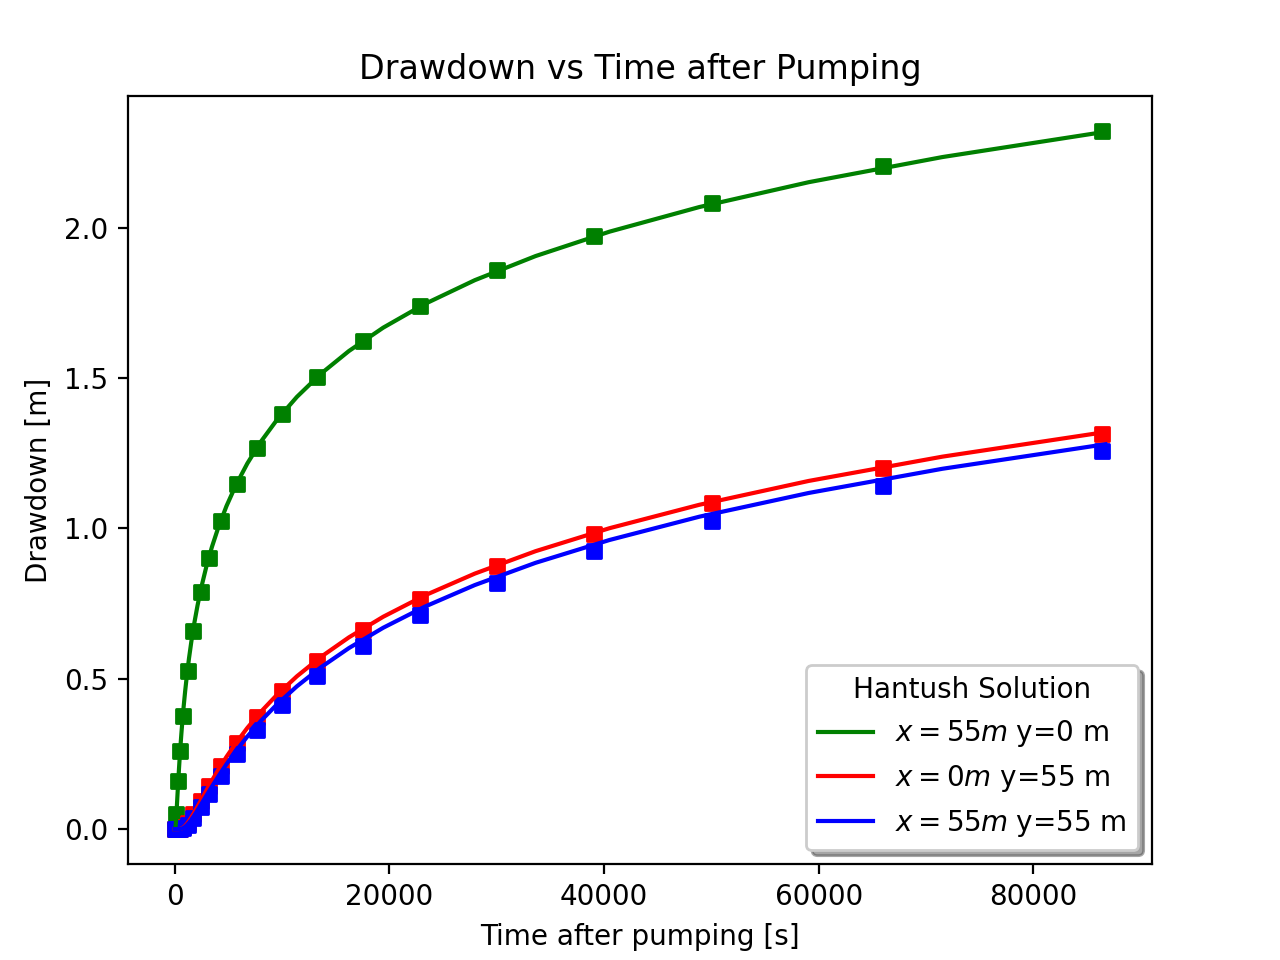 Drawdown vs Time after Pumping
Drawdown [m]
2.0
1.5
1.0
0.5
0.0
Hantush Solution
x = 55m y=0 m
x = 0m y=55 m
x = 55m y=55 m
0 20000 40000 60000 80000
Time after pumping [s]